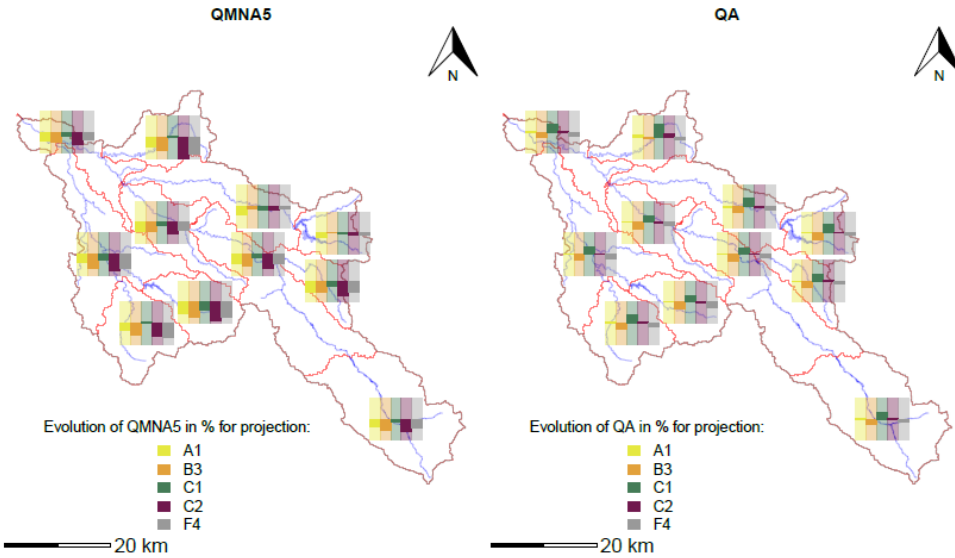 QMNA5
QA
N
N
Evolution of QMNA5 in % for projection:
A1
B3
C1
C2
F4
20 km
Evolution of QA in % for projection:
A1
B3
C1
C2
F4
20 km